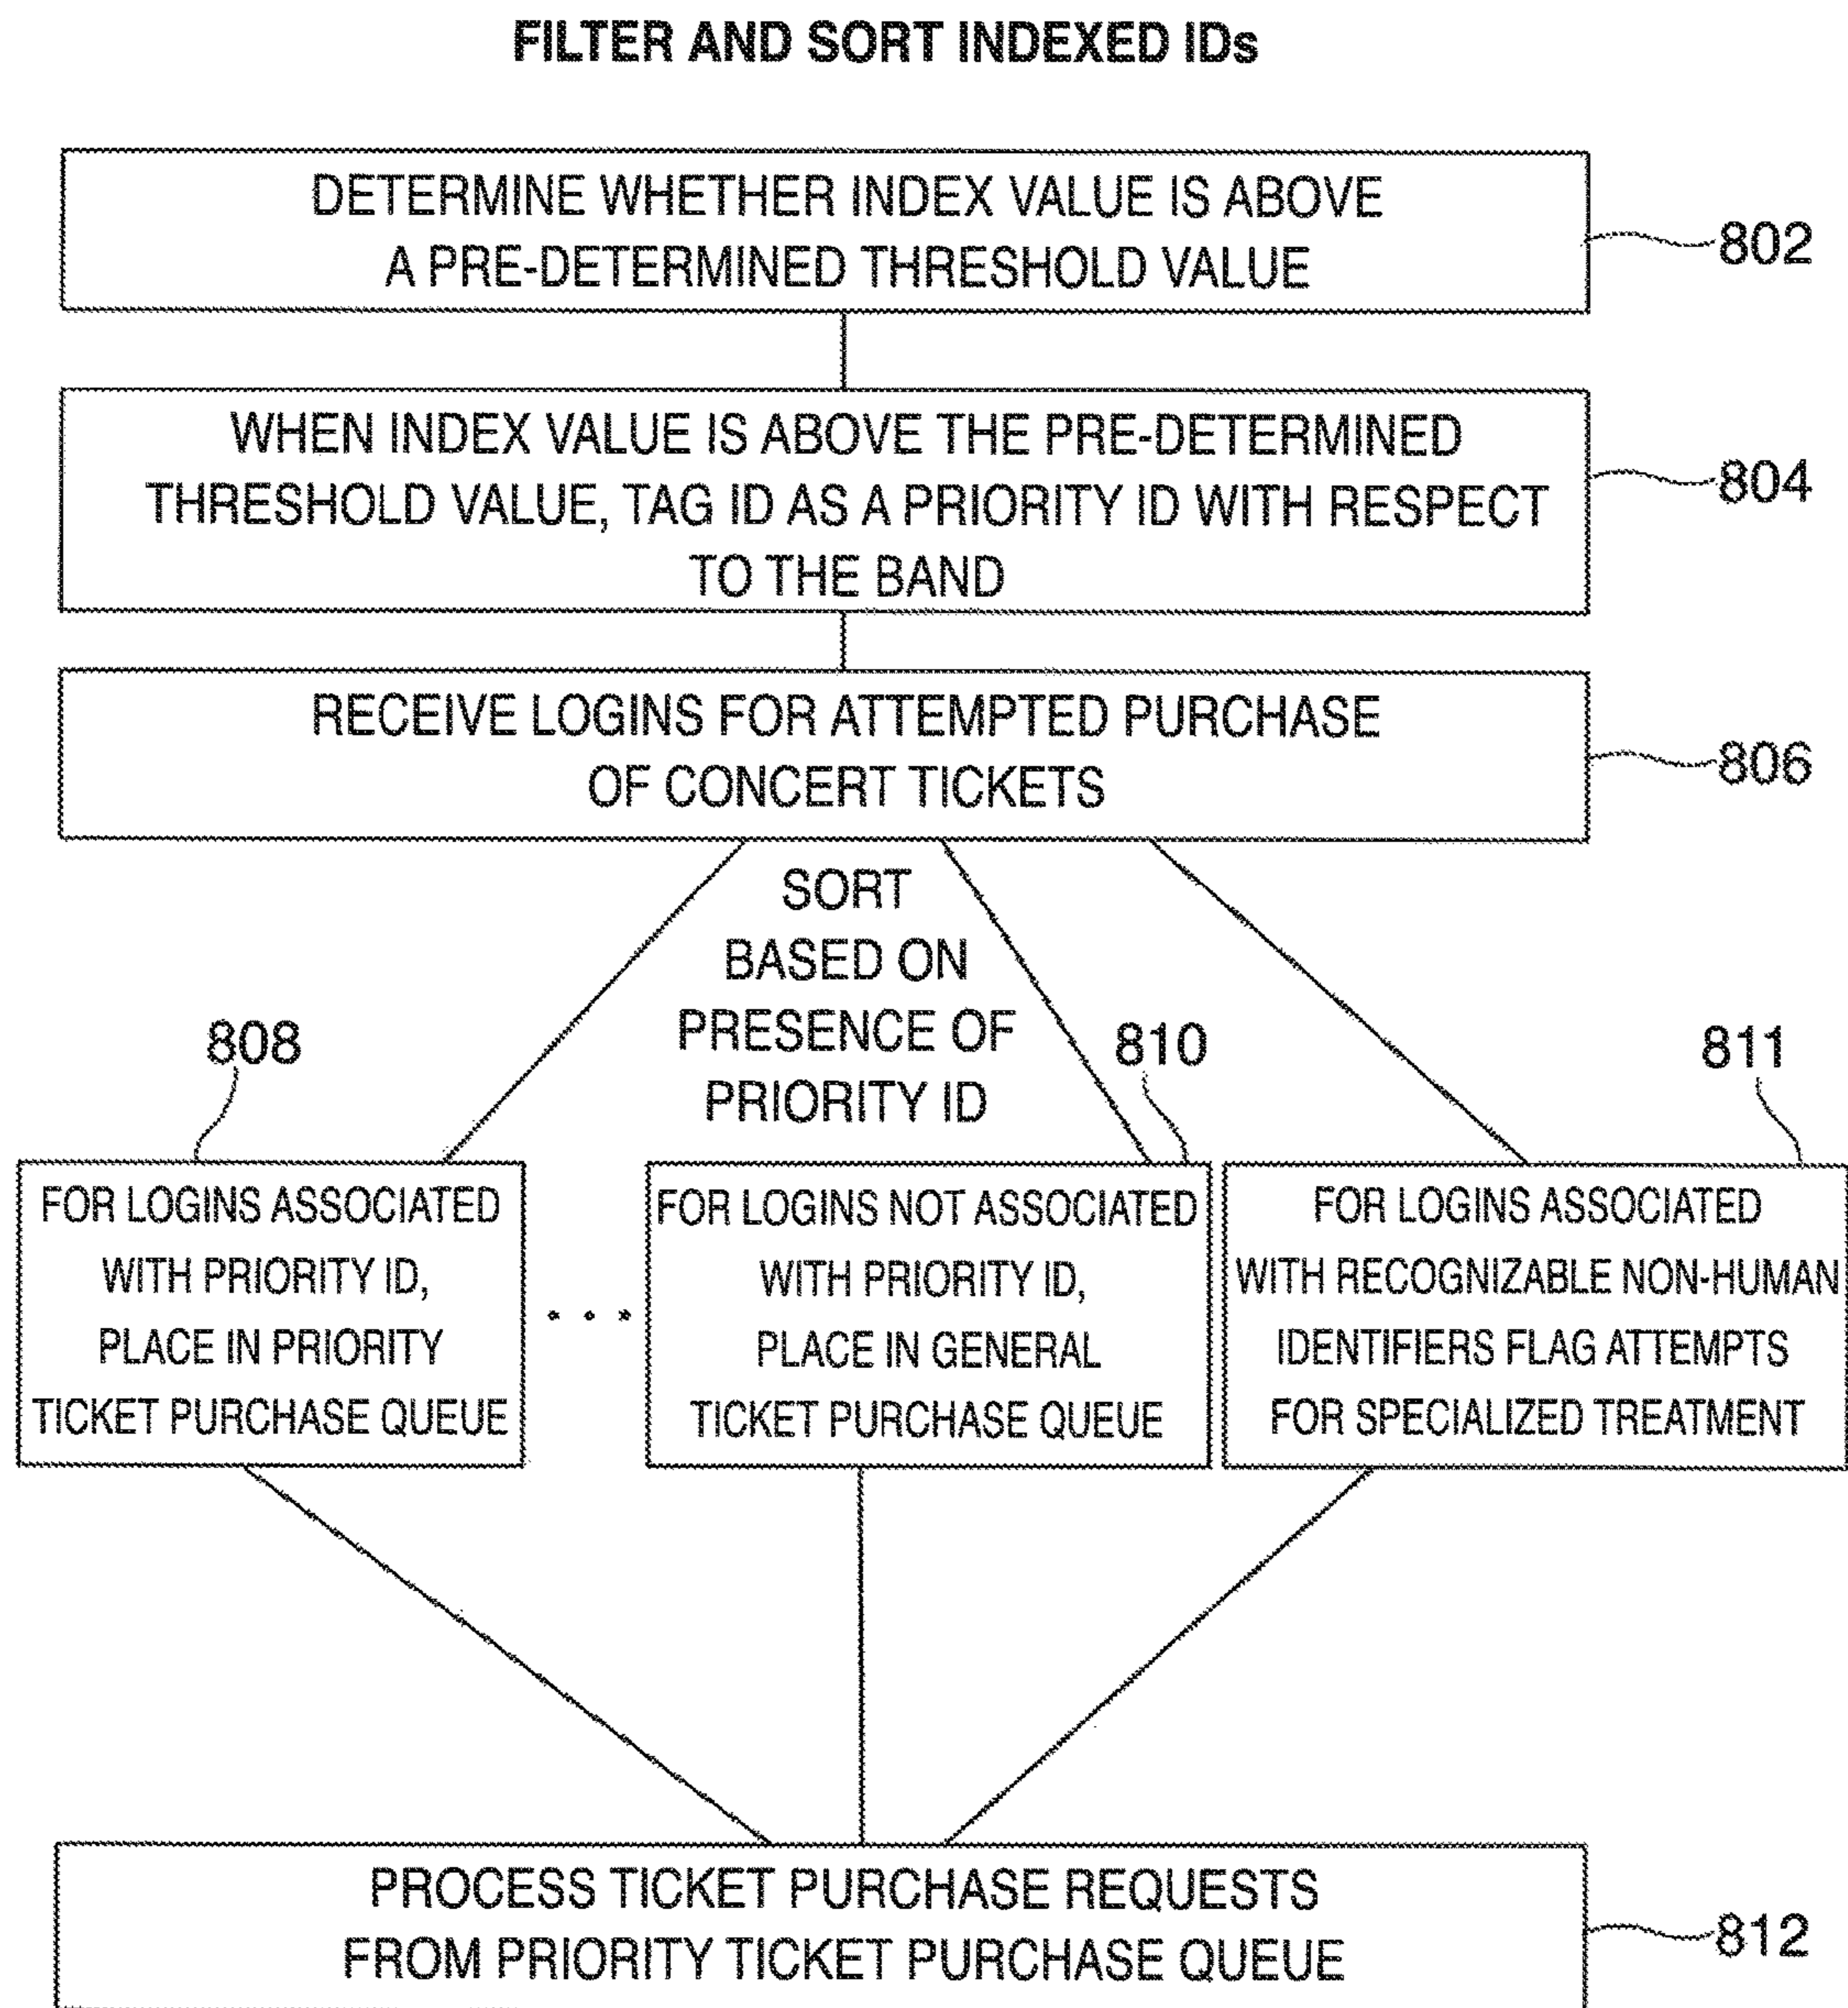 FILTER AND SORT INDEXED IDs
DETERMINE WHETHER INDEX VALUE IS ABOVE
A PRE-DETERMINED THRESHOLD VALUE
802
WHEN INDEX VALUE IS ABOVE THE PRE-DETERMINED
THRESHOLD VALUE, TAG ID AS A PRIORITY ID WITH RESPECT
TO THE BAND
804
RECEIVE LOGINS FOR ATTEMPTED PURCHASE
OF CONCERT TICKETS
806
SORT
BASED ON
PRESENCE OF
PRIORITY ID
808
FOR LOGINS ASSOCIATED
WITH PRIORITY ID,
PLACE IN PRIORITY
TICKET PURCHASE QUEUE
. . .
810
FOR LOGINS NOT ASSOCIATED
WITH PRIORITY ID,
PLACE IN GENERAL
TICKET PURCHASE QUEUE
811
FOR LOGINS ASSOCIATED
WITH RECOGNIZABLE NON-HUMAN
IDENTIFIERS FLAG ATTEMPTS
FOR SPECIALIZED TREATMENT
PROCESS TICKET PURCHASE REQUESTS
FROM PRIORITY TICKET PURCHASE QUEUE
812